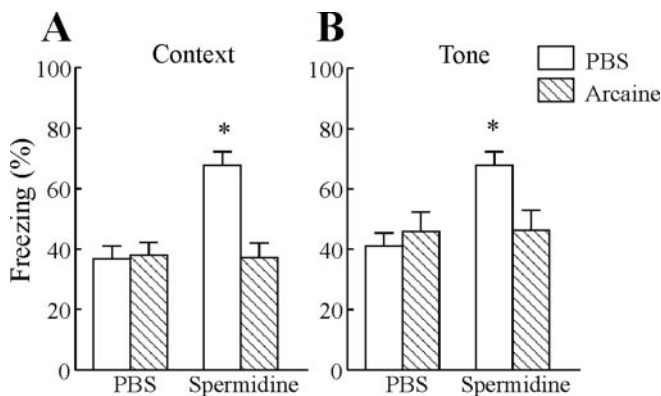 A
B
Context
Tone
PBS
Arcaine
Freezing (%)
100
80
60
40
20
0
*
PBS
Spermidine
100
80
60
40
20
0
*
PBS
Spermidine